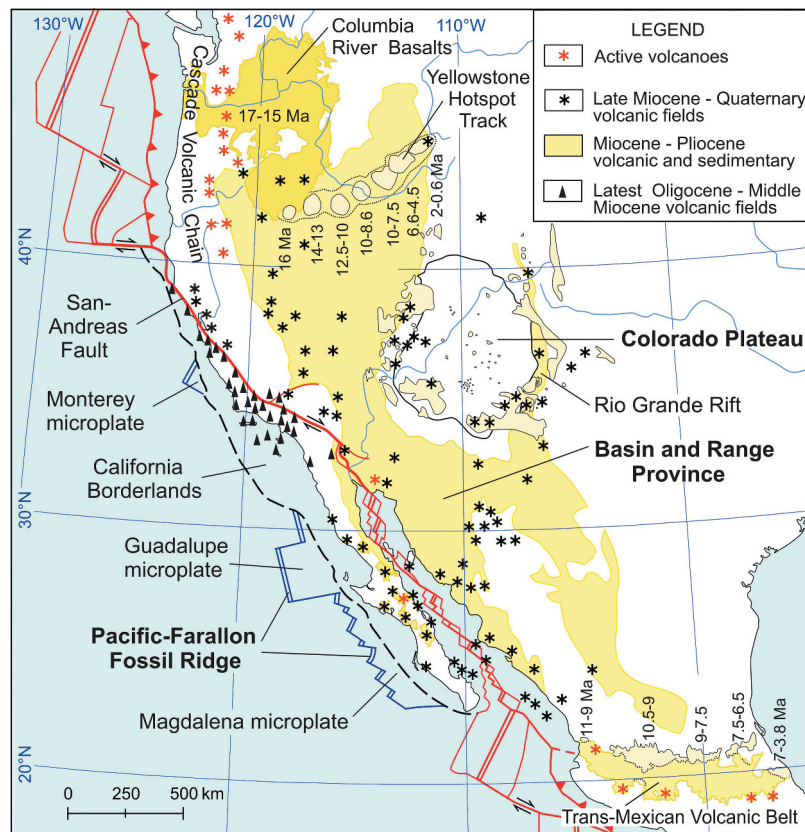 130°W
120°W
110°W
Columbia
River Basalts
Yellowstone
Hotspot
Track
LEGEND
Active volcanoes
Late Miocene - Quaternary
volcanic fields
Miocene - Pliocene
volcanic and sedimentary
Latest Oligocene - Middle
Miocene volcanic fields
Cascade Volcanic Chain
17-15 Ma
16 Ma
14-13
12.5-10
10-8.6
10-7.5
6.6-4.5
2-0.6 Ma
40°N
San-
Andreas
Fault
Monterey
microplate
California
Borderlands
Colorado Plateau
Rio Grande Rift
Basin and Range
Province
30°N
Guadalupe
microplate
Pacific-Farallon
Fossil Ridge
Magdalena microplate
11-9 Ma
10.5-9
9-7.5
7.5-6.5
7-3.8 Ma
20°N
0 250 500 km
Trans-Mexican Volcanic Belt